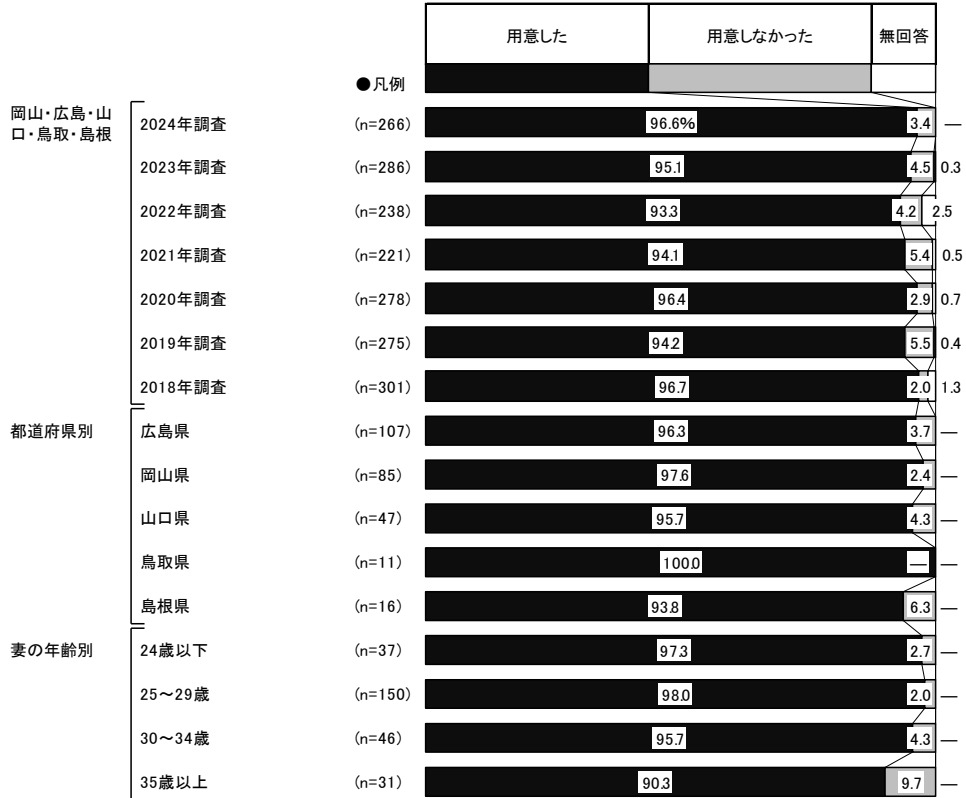 用意した 用意しなかった 無回答
●凡例
岡山・広島・山
口・鳥取・島根
2024年調査 (n=266) 96.6% 3.4 —
2023年調査 (n=286) 95.1 4.5 0.3
2022年調査 (n=238) 93.3 4.2 2.5
2021年調査 (n=221) 94.1 5.4 0.5
2020年調査 (n=278) 96.4 2.9 0.7
2019年調査 (n=275) 94.2 5.5 0.4
2018年調査 (n=301) 96.7 2.0 1.3
都道府県別 広島県 (n=107) 96.3 3.7 —
岡山県 (n=85) 97.6 2.4 —
山口県 (n=47) 95.7 4.3 —
鳥取県 (n=11) 100.0 — —
島根県 (n=16) 93.8 6.3 —
妻の年齢別 24歳以下 (n=37) 97.3 2.7 —
25～29歳 (n=150) 98.0 2.0 —
30～34歳 (n=46) 95.7 4.3 —
35歳以上 (n=31) 90.3 9.7 —